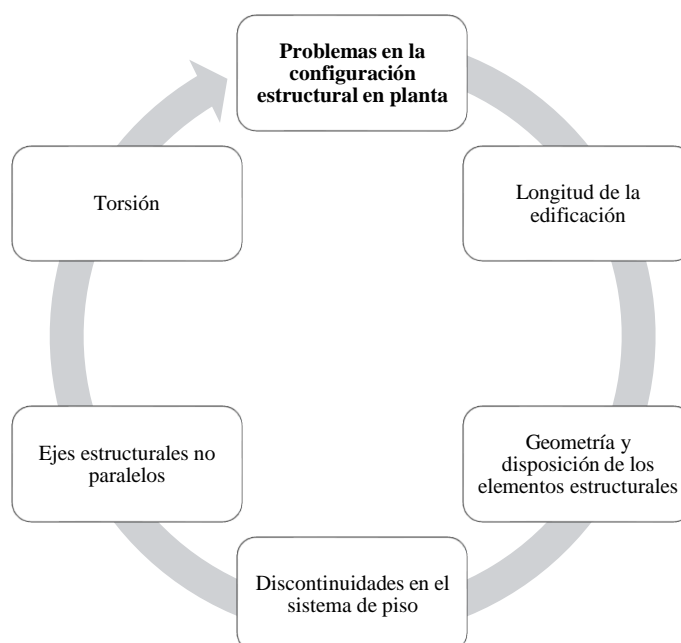 Problemas en la
configuración
estructural en planta
Longitud de la
edificación
Geometría y
disposición de los
elementos estructurales
Discontinuidades en el
sistema de piso
Ejes estructurales no
paralelos
Torsión